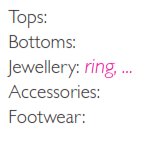 Tops:
Bottoms:
Jewellery: ring, ...
Accessories:
Footwear: